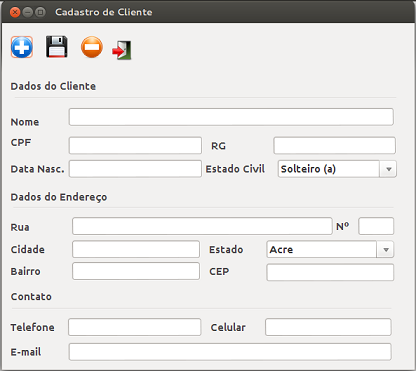 Cadastro de Cliente
Dados do Cliente
Nome
CPF RG
Data Nasc. Estado Civil Solteiro (a)
Dados do Endereço
Rua Nº
Cidade Estado Acre
Bairro CEP
Contato
Telefone Celular
E-mail